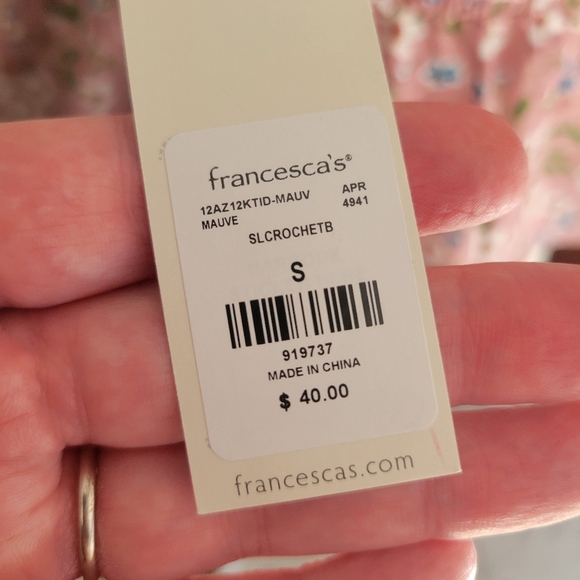 francesca's®
12AZ12KTID-MAUV APR
MAUVE 4941
SLCROCHETB
S
919737
MADE IN CHINA
$ 40.00
francescas.com